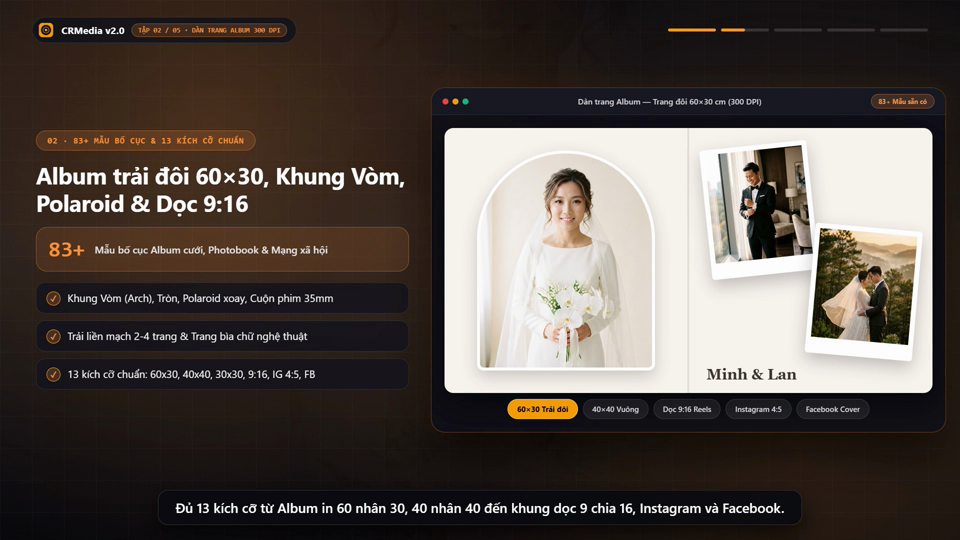 CRMedia v2.0
TẬP 02 / 05 · DÀN TRANG ALBUM 300 DPI
02 · 83+ MẪU BỐ CỤC & 13 KÍCH CỠ CHUẨN
Album trải đôi 60×30, Khung Vòm,
Polaroid & Dọc 9:16
83+ Mẫu bố cục Album cưới, Photobook & Mạng xã hội
Khung Vòm (Arch), Tròn, Polaroid xoay, Cuộn phim 35mm
Trải liền mạch 2-4 trang & Trang bìa chữ nghệ thuật
13 kích cỡ chuẩn: 60x30, 40x40, 30x30, 9:16, IG 4:5, FB
Dàn trang Album — Trang đôi 60×30 cm (300 DPI)
83+ Mẫu sẵn có
Minh & Lan
60×30 Trải đôi
40×40 Vuông
Dọc 9:16 Reels
Instagram 4:5
Facebook Cover
Đủ 13 kích cỡ từ Album in 60 nhân 30, 40 nhân 40 đến khung dọc 9 chia 16, Instagram và Facebook.